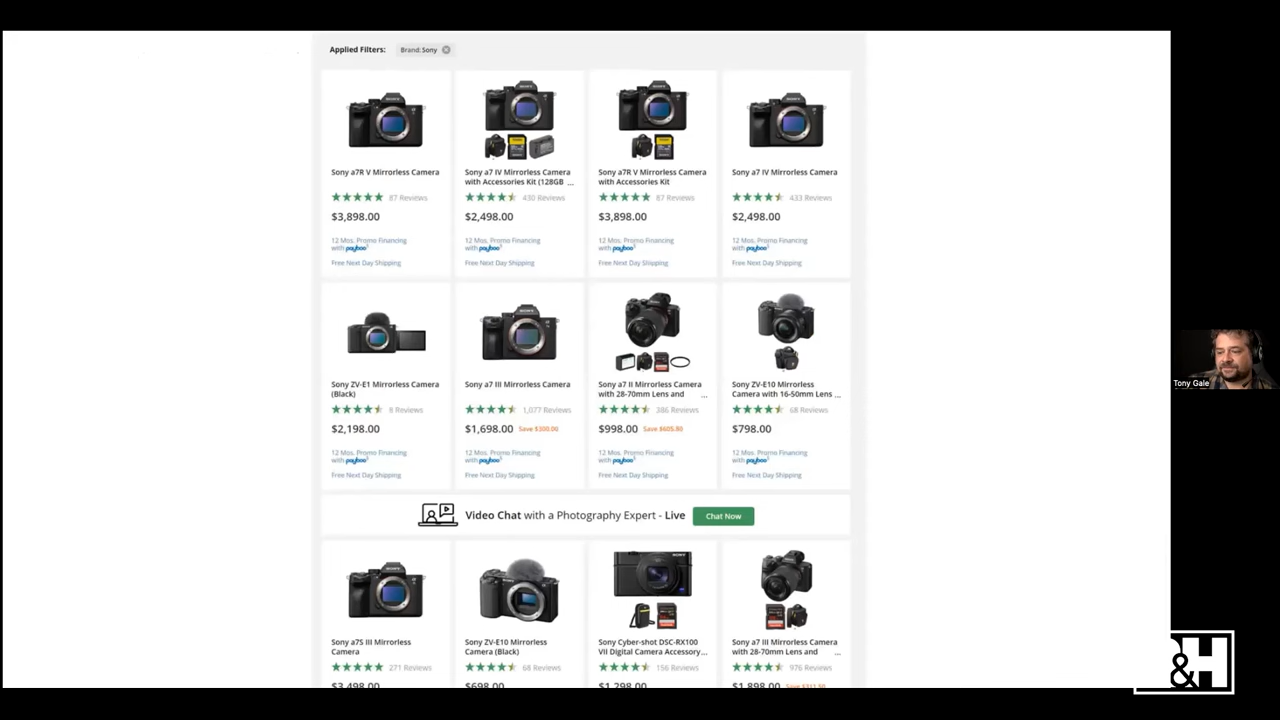 Applied Filters: Brand: Sony
Sony a7R V Mirrorless Camera
87 Reviews
$3,898.00
12 Mos. Promo Financing
with payboo
Free Next Day Shipping
Sony a7 IV Mirrorless Camera
with Accessories Kit (128GB ...
430 Reviews
$2,498.00
12 Mos. Promo Financing
with payboo
Free Next Day Shipping
Sony a7R V Mirrorless Camera
with Accessories Kit
87 Reviews
$3,898.00
12 Mos. Promo Financing
with payboo
Free Next Day Shipping
Sony a7 IV Mirrorless Camera
433 Reviews
$2,498.00
12 Mos. Promo Financing
with payboo
Free Next Day Shipping
Sony ZV-E1 Mirrorless Camera
(Black)
8 Reviews
$2,198.00
12 Mos. Promo Financing
with payboo
Free Next Day Shipping
Sony a7 III Mirrorless Camera
1,077 Reviews
$1,698.00 Save $300.00
12 Mos. Promo Financing
with payboo
Free Next Day Shipping
Sony a7 II Mirrorless Camera
with 28-70mm Lens and ...
386 Reviews
$998.00 Save $605.80
12 Mos. Promo Financing
with payboo
Free Next Day Shipping
Sony ZV-E10 Mirrorless
Camera with 16-50mm Lens ...
68 Reviews
$798.00
12 Mos. Promo Financing
with payboo
Free Next Day Shipping
Video Chat with a Photography Expert - Live Chat Now
Sony a7S III Mirrorless
Camera
271 Reviews
$3,498.00
Sony ZV-E10 Mirrorless
Camera (Black)
68 Reviews
$698.00
Sony Cyber-shot DSC-RX100
VII Digital Camera Accessory...
156 Reviews
$1,298.00
Sony a7 III Mirrorless Camera
with 28-70mm Lens and ...
976 Reviews
$1,898.00
Tony Gale
&H